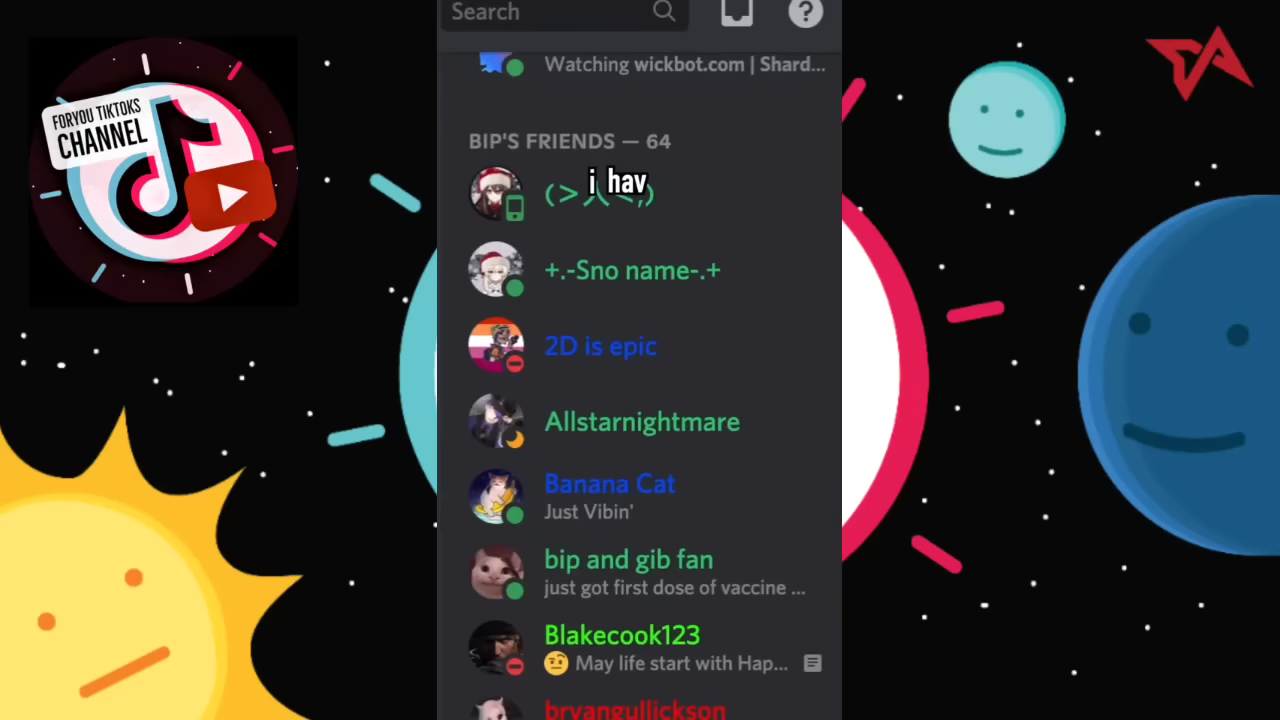 Search
?
Watching wickbot.com | Shard...
FORYOU TIKTOKS
CHANNEL
BIP'S FRIENDS — 64
i hav
+.-Sno name-.+
2D is epic
Allstarnightmare
Banana Cat
Just Vibin'
bip and gib fan
just got first dose of vaccine ...
Blakecook123
🤨 May life start with Hap...
bryangullickson